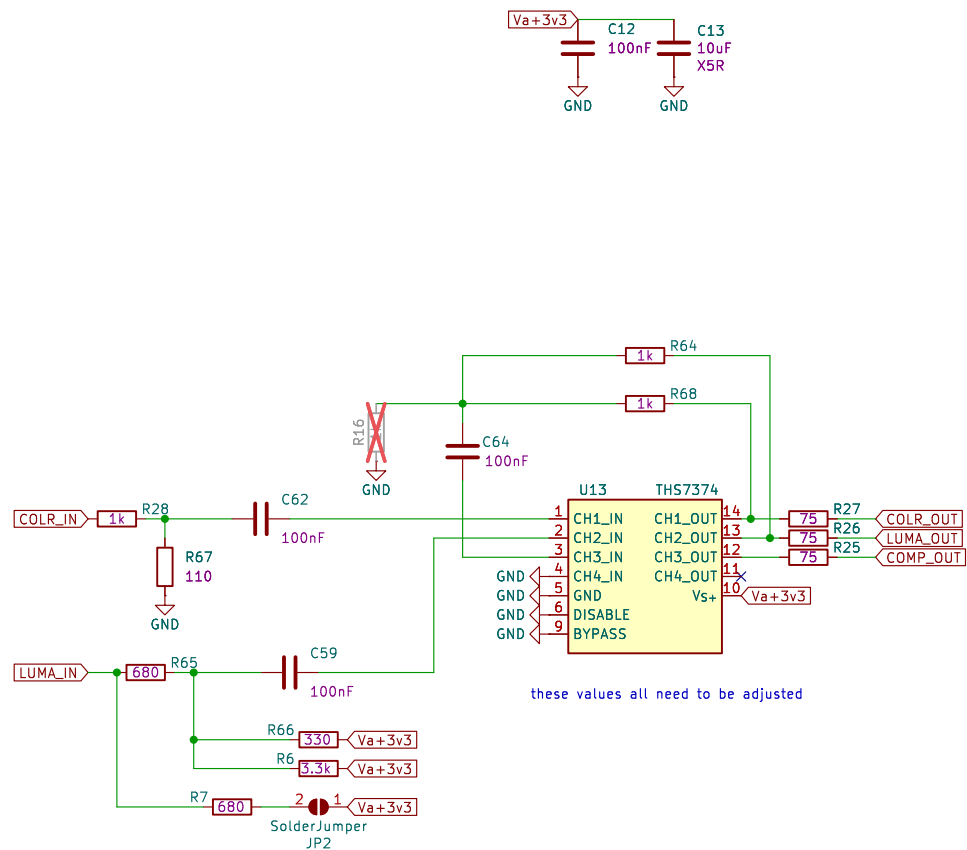 Va+3v3
C12
100nF
GND
C13
10uF
X5R
GND
R64
1k
R68
1k
R16
GND
C64
100nF
U13
THS7374
COLR_IN
1k
R28
C62
100nF
R67
110
GND
1
CH1_IN
2
CH2_IN
3
CH3_IN
GND
4
CH4_IN
GND
5
GND
GND
6
DISABLE
GND
9
BYPASS
CH1_OUT
14
75
R27
COLR_OUT
CH2_OUT
13
75
R26
LUMA_OUT
CH3_OUT
12
75
R25
COMP_OUT
CH4_OUT
11
Vs+
10
Va+3v3
LUMA_IN
680
R65
C59
100nF
these values all need to be adjusted
R66
330
Va+3v3
R6
3.3k
Va+3v3
R7
680
2
1
Va+3v3
SolderJumper
JP2